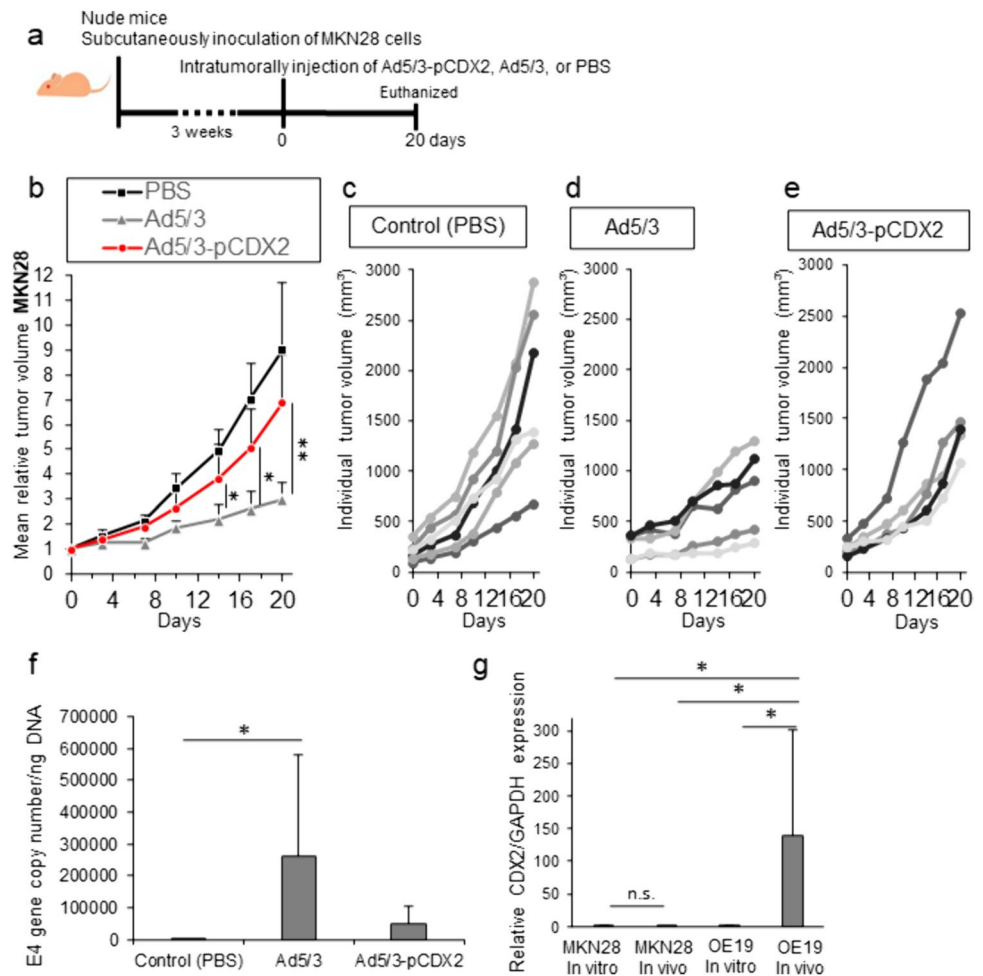 a
Nude mice
Subcutaneously inoculation of MKN28 cells
Intratumorally injection of Ad5/3-pCDX2, Ad5/3, or PBS
Euthanized
3 weeks
0
20 days
b
PBS
Ad5/3
Ad5/3-pCDX2
Mean relative tumor volume MKN28
12
11
10
9
8
7
6
5
4
3
2
1
0
*
*
**
0 4 8 12 16 20
Days
c
Control (PBS)
Individual tumor volume (mm³)
3000
2500
2000
1500
1000
500
0
0 4 8 12 16 20
Days
d
Ad5/3
Individual tumor volume (mm³)
3000
2500
2000
1500
1000
500
0
0 4 8 12 16 20
Days
e
Ad5/3-pCDX2
Individual tumor volume (mm³)
3000
2500
2000
1500
1000
500
0
0 4 8 12 16 20
Days
f
E4 gene copy number/ng DNA
700000
600000
500000
400000
300000
200000
100000
0
*
Control (PBS) Ad5/3 Ad5/3-pCDX2
g
Relative CDX2/GAPDH expression
300
250
200
150
100
50
0
*
*
*
n.s.
MKN28 MKN28 OE19 OE19
In vitro In vivo In vitro In vivo